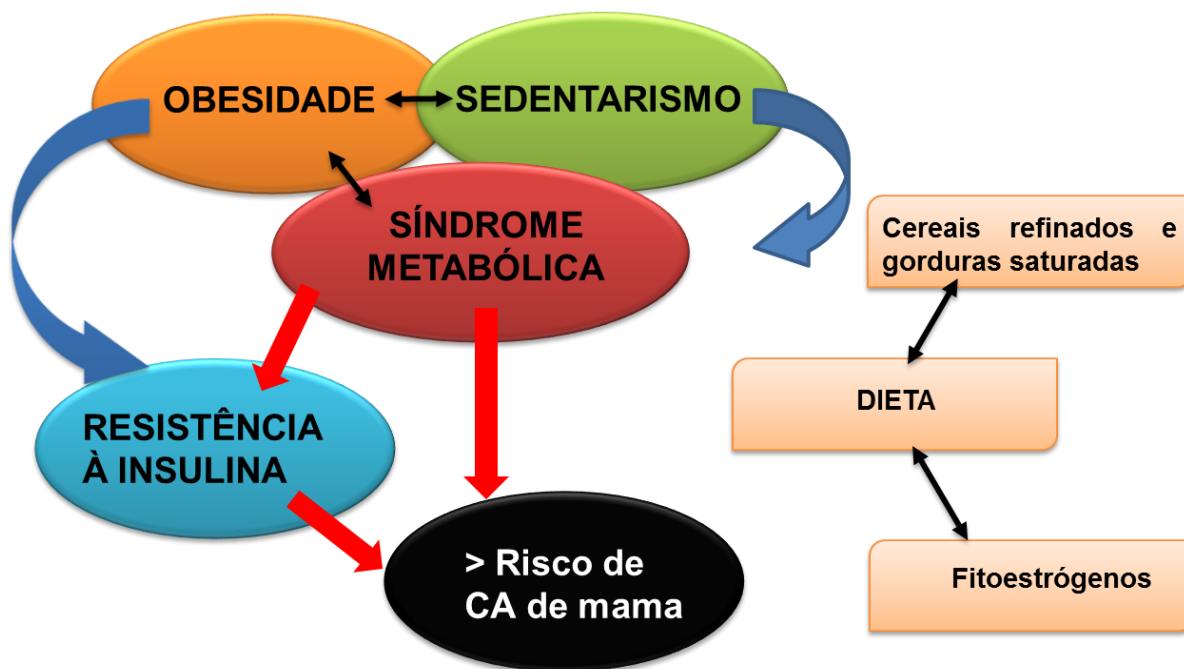 OBESIDADE
SEDENTARISMO
SÍNDROME
METABÓLICA
RESISTÊNCIA
À INSULINA
> Risco de
CA de mama
Cereais refinados e
gorduras saturadas
DIETA
Fitoestrógenos